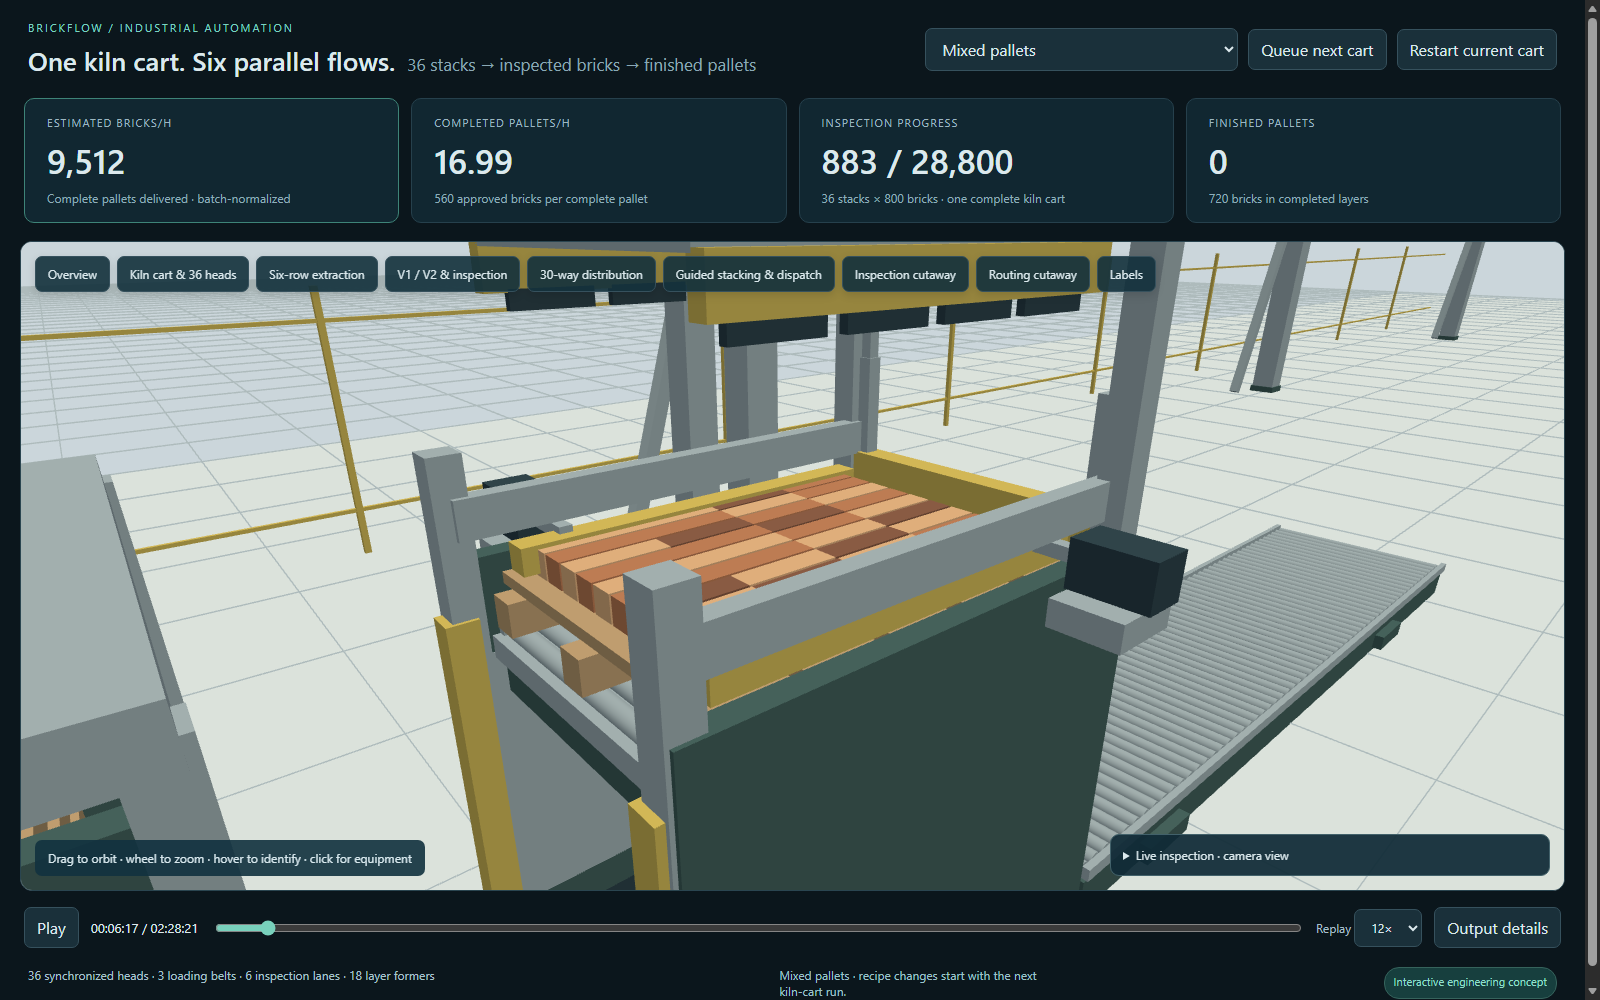 BRICKFLOW / INDUSTRIAL AUTOMATION
One kiln cart. Six parallel flows. 36 stacks → inspected bricks → finished pallets
Mixed pallets
Queue next cart
Restart current cart
ESTIMATED BRICKS/H
9,512
Complete pallets delivered · batch-normalized
COMPLETED PALLETS/H
16.99
560 approved bricks per complete pallet
INSPECTION PROGRESS
883 / 28,800
36 stacks × 800 bricks · one complete kiln cart
FINISHED PALLETS
0
720 bricks in completed layers
Overview
Kiln cart & 36 heads
Six-row extraction
V1 / V2 & inspection
30-way distribution
Guided stacking & dispatch
Inspection cutaway
Routing cutaway
Labels
Drag to orbit · wheel to zoom · hover to identify · click for equipment
Live inspection · camera view
Play
00:06:17 / 02:28:21
Replay
12×
Output details
36 synchronized heads · 3 loading belts · 6 inspection lanes · 18 layer formers
Mixed pallets · recipe changes start with the next
kiln-cart run.
Interactive engineering concept